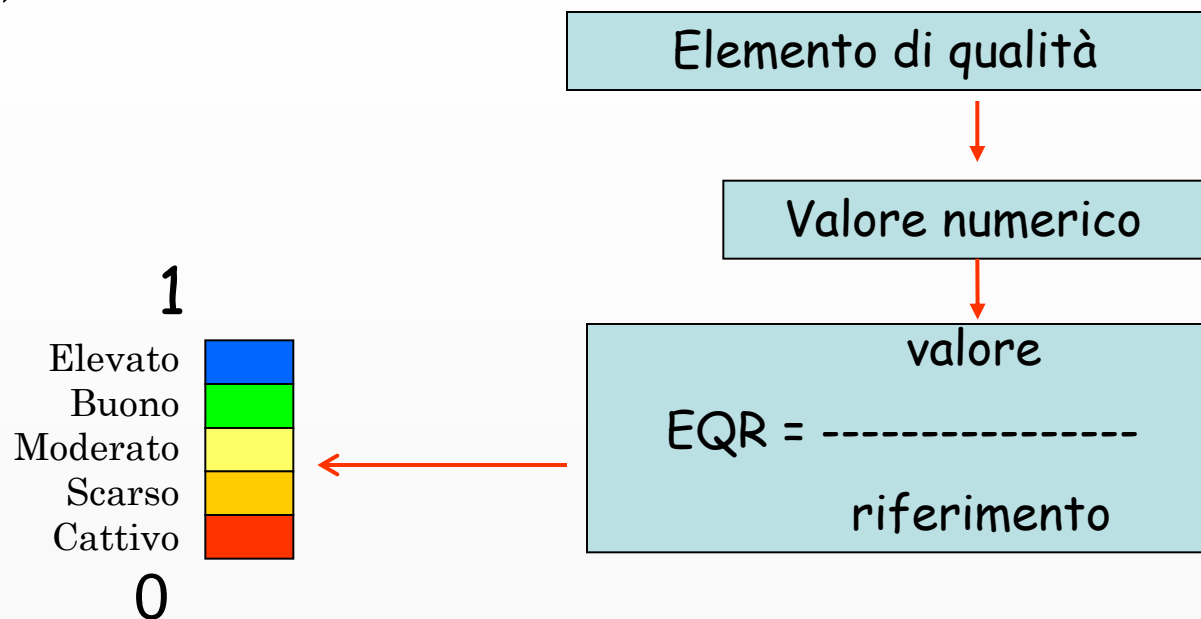 Elemento di qualità
Valore numerico
valore
EQR = ----------------
riferimento
1
Elevato
Buono
Moderato
Scarso
Cattivo
0